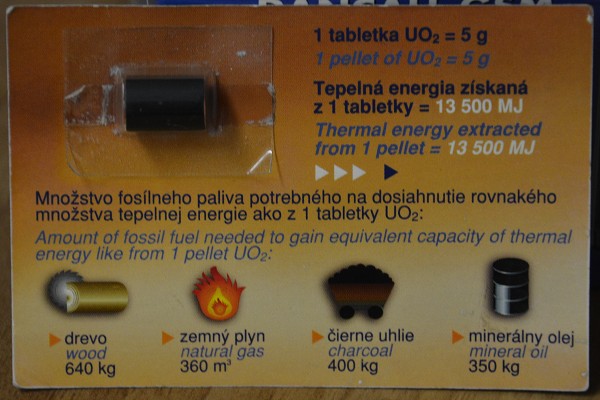 1 tabletka UO₂ = 5 g
1 pellet of UO₂ = 5 g
Tepelná energia získaná
z 1 tabletky = 13 500 MJ
Thermal energy extracted
from 1 pellet = 13 500 MJ
Množstvo fosílneho paliva potrebného na dosiahnutie rovnakého
množstva tepelnej energie ako z 1 tabletky UO₂:
Amount of fossil fuel needed to gain equivalent capacity of thermal
energy like from 1 pellet UO₂:
drevo
wood
640 kg
zemný plyn
natural gas
360 m³
čierne uhlie
charcoal
400 kg
minerálny olej
mineral oil
350 kg